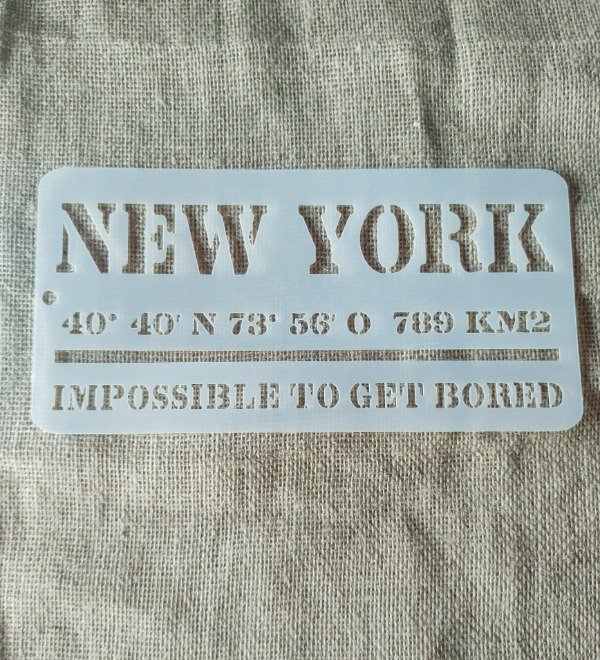 NEW YORK
40° 40' N 73° 56' O 789 KM2
IMPOSSIBLE TO GET BORED